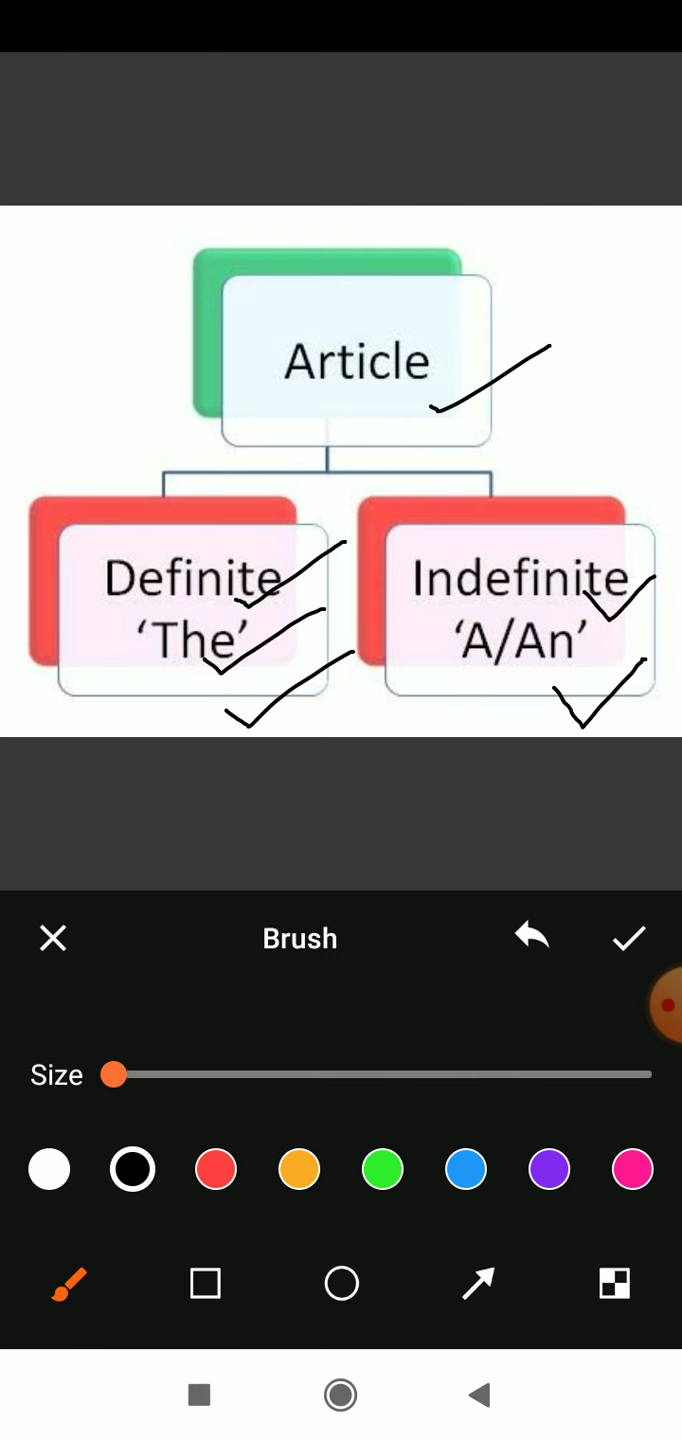 Article
Definite
‘The’
Indefinite
‘A/An’
Brush
Size